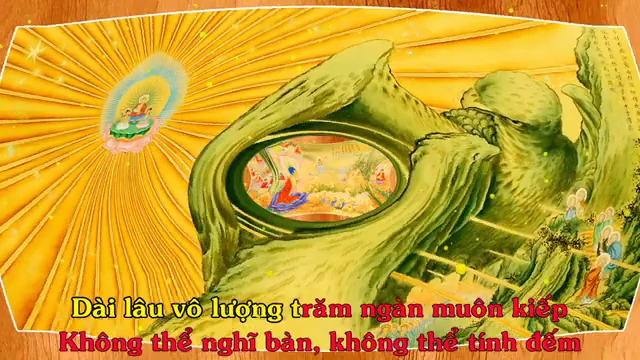 Dài lâu vô lượng trăm ngàn muôn kiếp
Không thể nghĩ bàn, không thể tính đếm